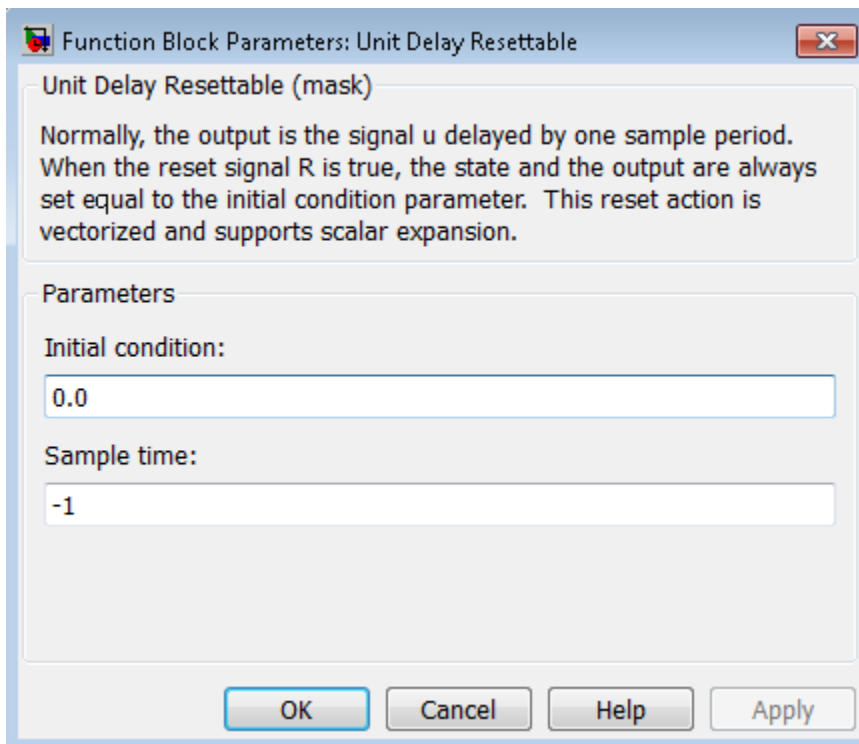 Function Block Parameters: Unit Delay Resettable
Unit Delay Resettable (mask)
Normally, the output is the signal u delayed by one sample period.
When the reset signal R is true, the state and the output are always
set equal to the initial condition parameter.  This reset action is
vectorized and supports scalar expansion.
Parameters
Initial condition:
0.0
Sample time:
-1
OK Cancel Help Apply